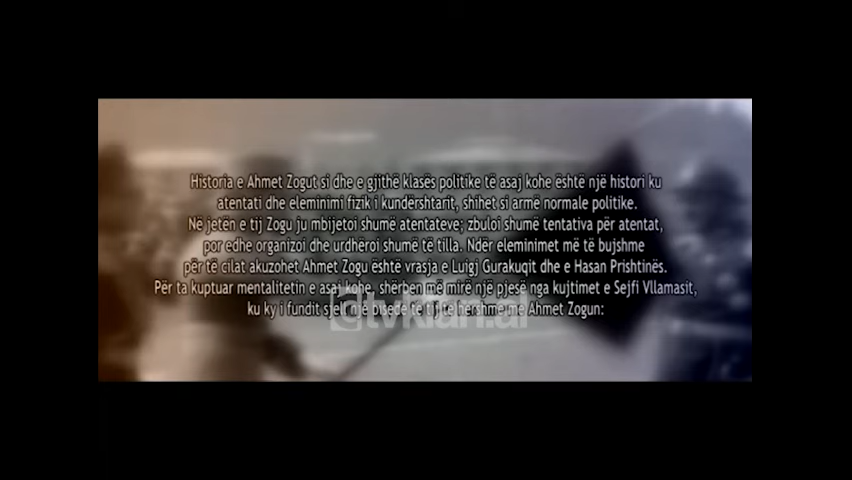 Historia e Ahmet Zogut si dhe e gjithë klasës politike të asaj kohe është një histori ku
atentati dhe eleminimi fizik i kundërshtarit, shihet si armë normale politike.
Në jetën e tij Zogu ju mbijetoi shumë atentateve; zbuloi shumë tentativa për atentat,
por edhe organizoi dhe urdhëroi shumë të tilla. Ndër eleminimet më të bujshme
për të cilat akuzohet Ahmet Zogu është vrasja e Luigj Gurakuqit dhe e Hasan Prishtinës.
Për ta kuptuar mentalitetin e asaj kohe, shërben më mirë një pjesë nga kujtimet e Sejfi Vllamasit,
ku ky i fundit sjell një bisedë të tij të hershme me Ahmet Zogun:
tvklan.al